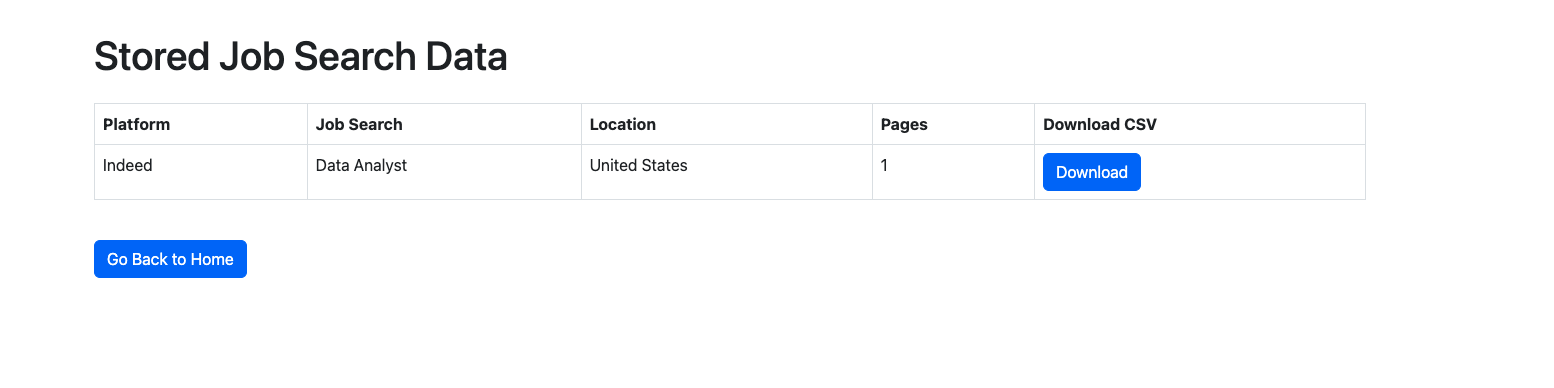 Stored Job Search Data
Platform Job Search Location Pages Download CSV
Indeed Data Analyst United States 1 Download
Go Back to Home